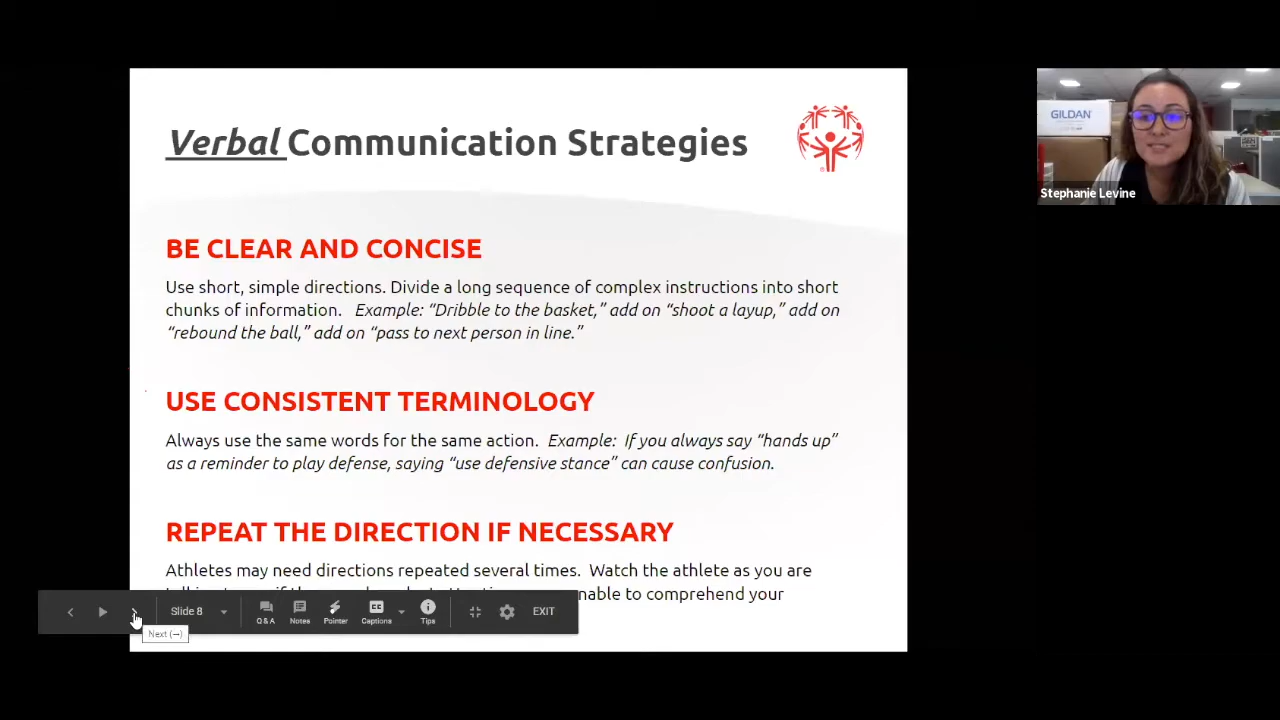 Verbal Communication Strategies
GILDAN
Stephanie Levine
BE CLEAR AND CONCISE
Use short, simple directions. Divide a long sequence of complex instructions into short
chunks of information. Example: “Dribble to the basket,” add on “shoot a layup,” add on
“rebound the ball,” add on “pass to next person in line.”
USE CONSISTENT TERMINOLOGY
Always use the same words for the same action. Example: If you always say “hands up”
as a reminder to play defense, saying “use defensive stance” can cause confusion.
REPEAT THE DIRECTION IF NECESSARY
Athletes may need directions repeated several times. Watch the athlete as you are
to comprehend your
Slide 8
Q & A
Notes
Pointer
Captions
Tips
EXIT
Next (→)